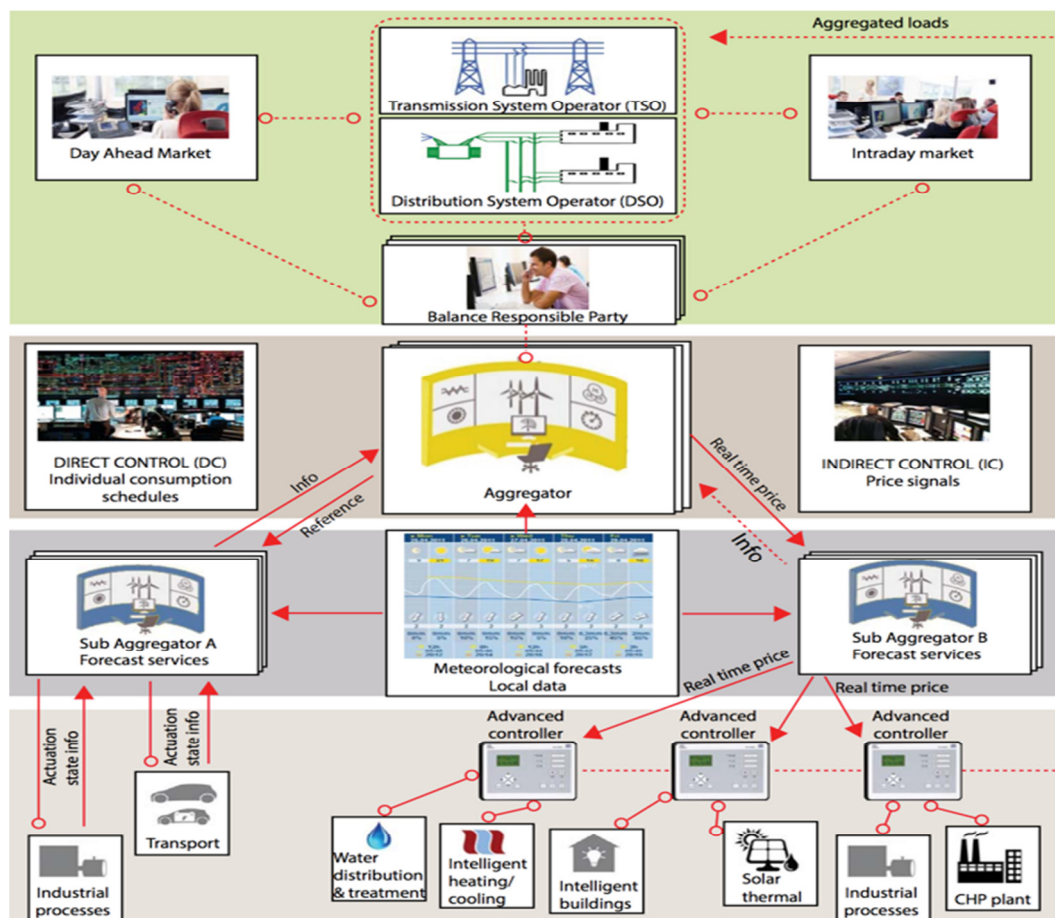 Aggregated loads
Transmission System Operator (TSO)
Day Ahead Market
Intraday market
Distribution System Operator (DSO)
Balance Responsible Party
DIRECT CONTROL (DC)
Individual consumption
schedules
Info
Reference
Aggregator
Real time price
Info
INDIRECT CONTROL (IC)
Price signals
Sub Aggregator A
Forecast services
Meteorological forecasts
Local data
Sub Aggregator B
Forecast services
Real time price
Real time price
Actuation
state info
Actuation
state info
Advanced
controller
Advanced
controller
Advanced
controller
Transport
Industrial
processes
Water
distribution
& treatment
Intelligent
heating/
cooling
Intelligent
buildings
Solar
thermal
Industrial
processes
CHP plant